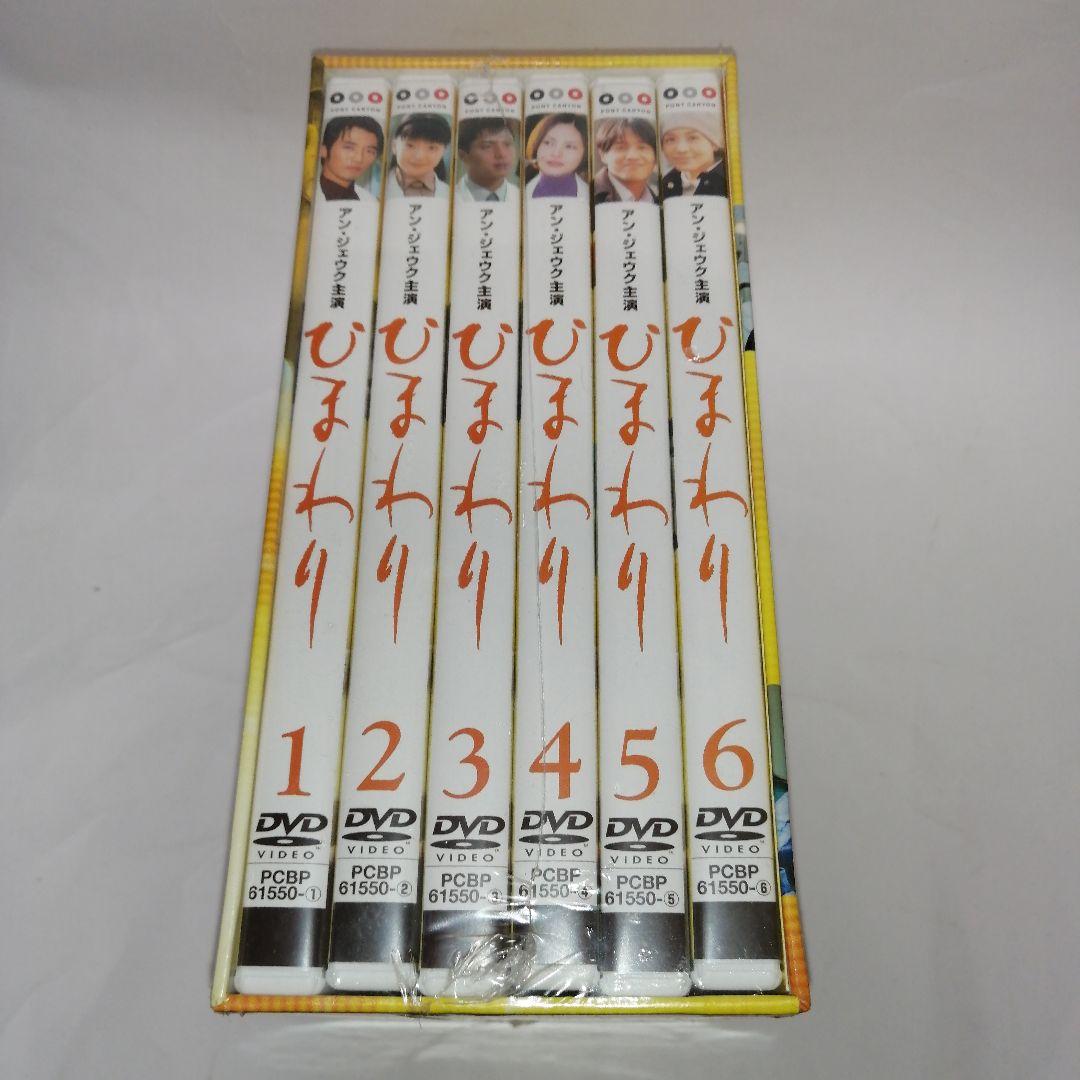 PONY CANYON
アン・ジェウク主演
ひまわり
1
DVD
VIDEO
PCBP
61550-①
PONY CANYON
アン・ジェウク主演
ひまわり
2
DVD
VIDEO
PCBP
61550-②
PONY CANYON
アン・ジェウク主演
ひまわり
3
DVD
VIDEO
PCBP
61550-③
PONY CANYON
アン・ジェウク主演
ひまわり
4
DVD
VIDEO
PCBP
61550-④
PONY CANYON
アン・ジェウク主演
ひまわり
5
DVD
VIDEO
PCBP
61550-⑤
PONY CANYON
アン・ジェウク主演
ひまわり
6
DVD
VIDEO
PCBP
61550-⑥